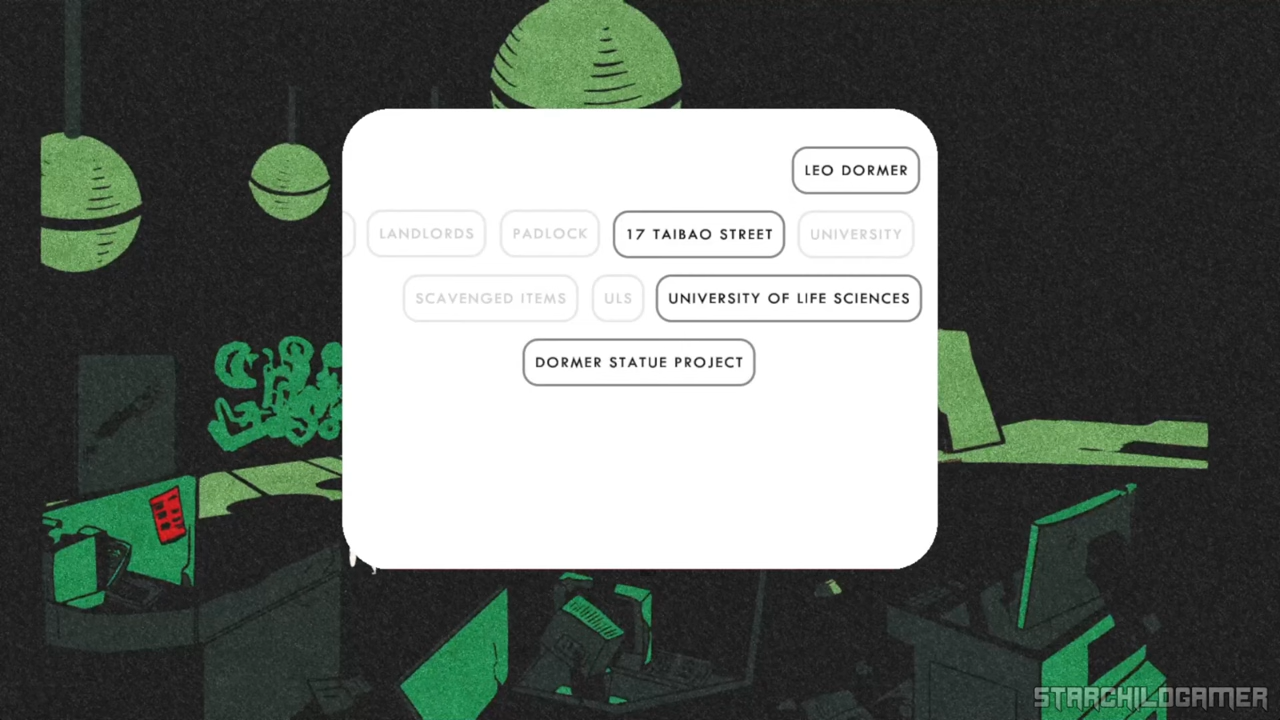 LEO DORMER
LANDLORDS PADLOCK 17 TAIBAO STREET UNIVERSITY
SCAVENGED ITEMS ULS UNIVERSITY OF LIFE SCIENCES
DORMER STATUE PROJECT
STARCHILDGAMER